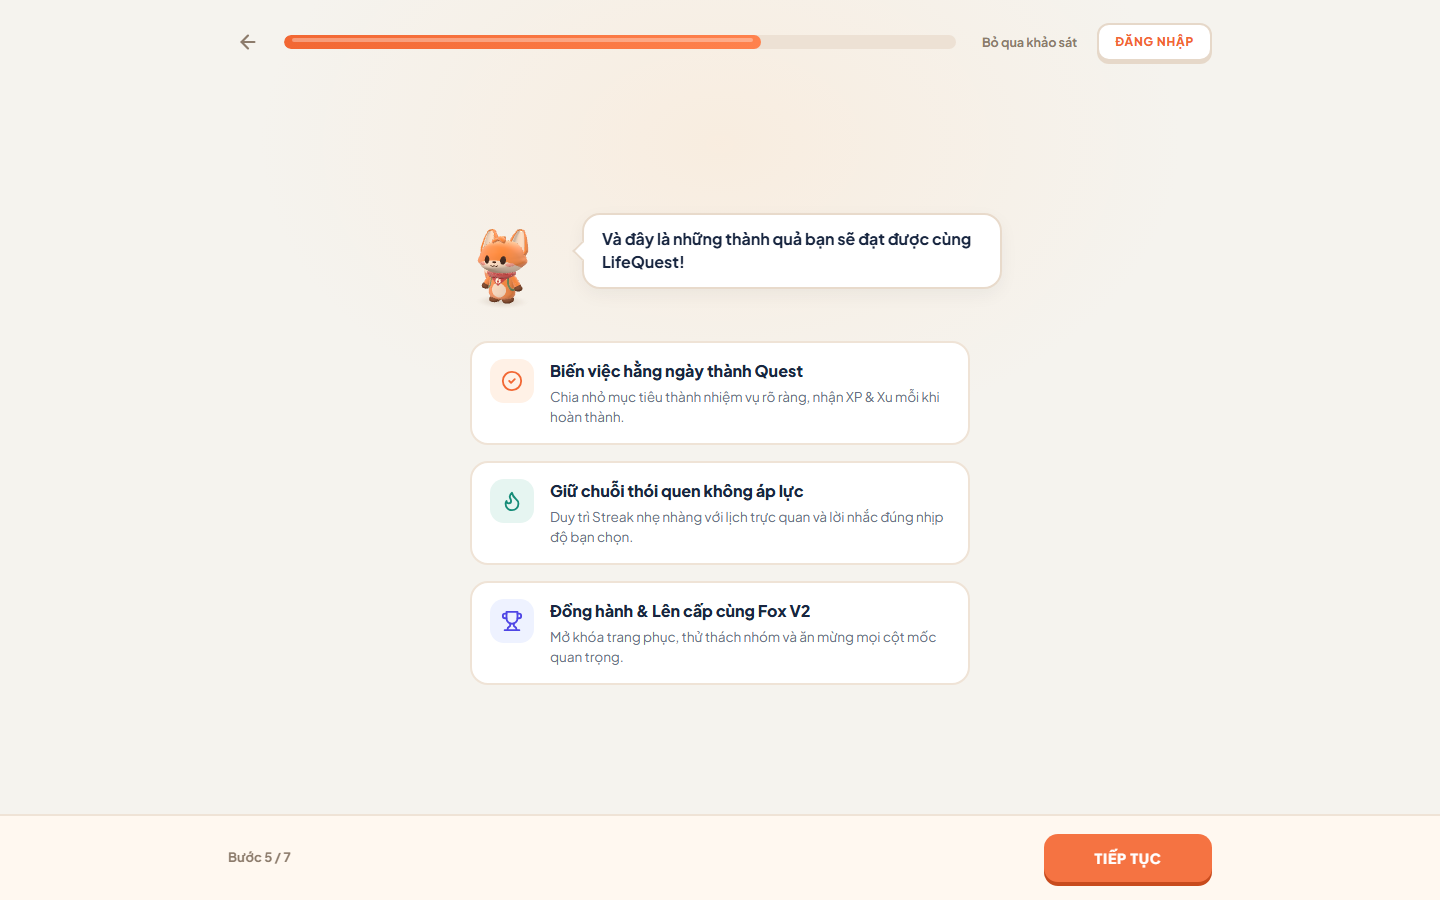 Bỏ qua khảo sát
ĐĂNG NHẬP
Và đây là những thành quả bạn sẽ đạt được cùng
LifeQuest!
Biến việc hằng ngày thành Quest
Chia nhỏ mục tiêu thành nhiệm vụ rõ ràng, nhận XP & Xu mỗi khi
hoàn thành.
Giữ chuỗi thói quen không áp lực
Duy trì Streak nhẹ nhàng với lịch trực quan và lời nhắc đúng nhịp
độ bạn chọn.
Đồng hành & Lên cấp cùng Fox V2
Mở khóa trang phục, thử thách nhóm và ăn mừng mọi cột mốc
quan trọng.
Bước 5 / 7
TIẾP TỤC